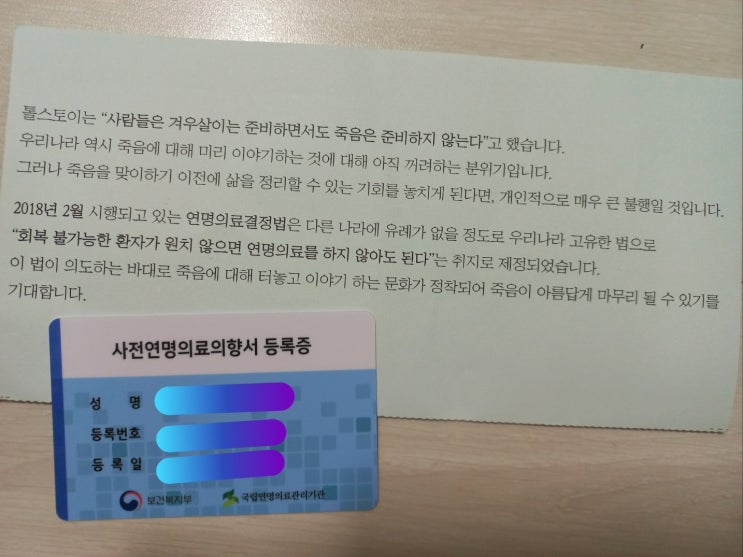 톨스토이는 “사람들은 겨우살이는 준비하면서도 죽음은 준비하지 않는다”고 했습니다.
우리나라 역시 죽음에 대해 미리 이야기하는 것에 대해 아직 꺼려하는 분위기입니다.
그러나 죽음을 맞이하기 이전에 삶을 정리할 수 있는 기회를 놓치게 된다면, 개인적으로 매우 큰 불행일 것입니다.
2018년 2월 시행되고 있는 연명의료결정법은 다른 나라에 유례가 없을 정도로 우리나라 고유한 법으로
“회복 불가능한 환자가 원치 않으면 연명의료를 하지 않아도 된다”는 취지로 제정되었습니다.
이 법이 의도하는 바대로 죽음에 대해 터놓고 이야기 하는 문화가 정착되어 죽음이 아름답게 마무리 될 수 있기를
기대합니다.
사전연명의료의향서 등록증
성 명
등록번호
등 록 일
보건복지부 국립연명의료관리기관